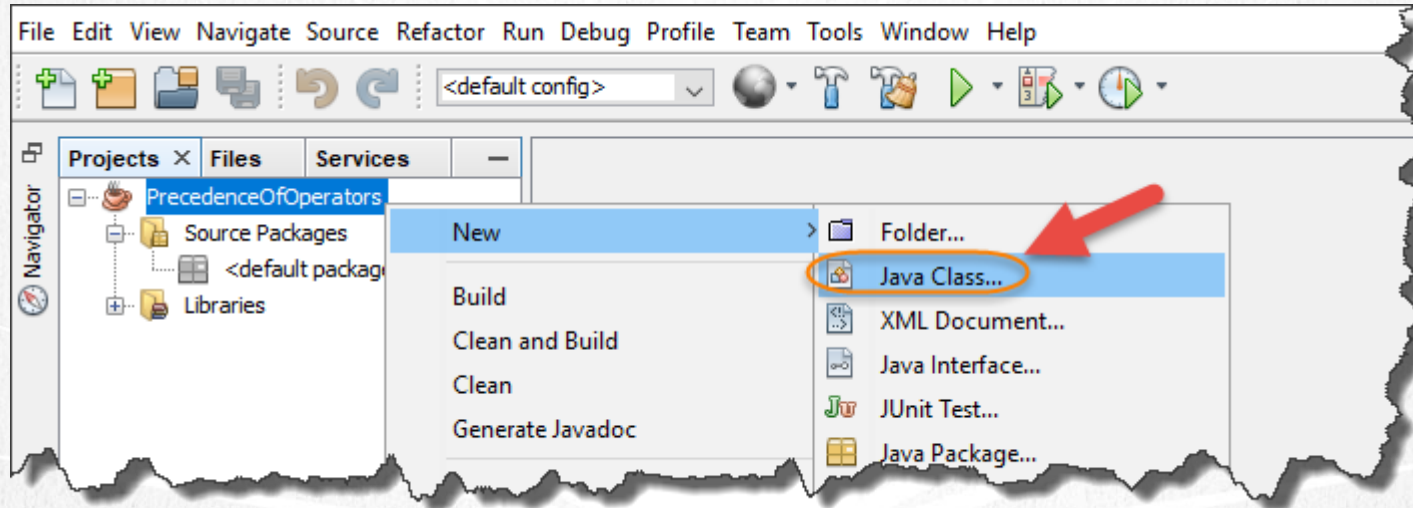 File Edit View Navigate Source Refactor Run Debug Profile Team Tools Window Help
<default config>
Projects Files Services
Navigator
PrecedenceOfOperators
Source Packages
<default package
Libraries
New
Build
Clean and Build
Clean
Generate Javadoc
Folder...
Java Class...
XML Document...
Java Interface...
JUnit Test...
Java Package...